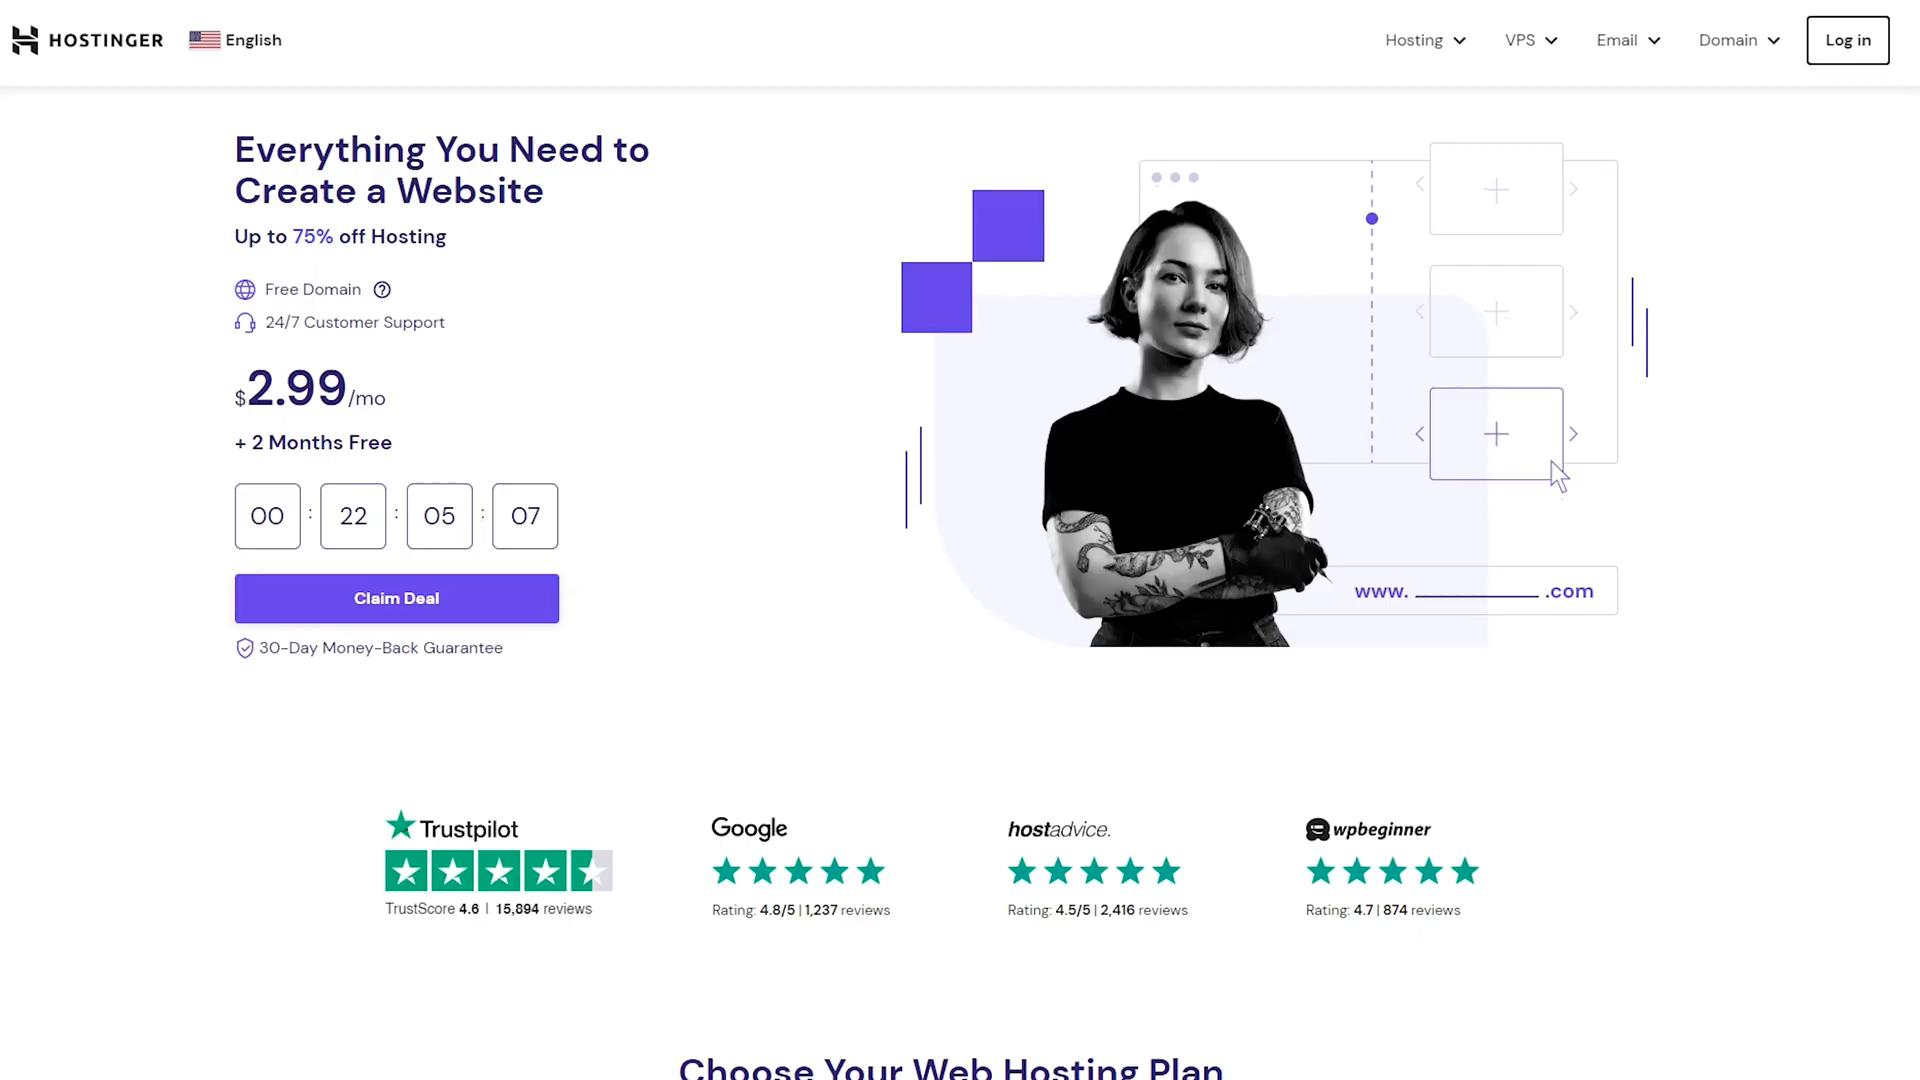 HOSTINGER
English
Hosting
VPS
Email
Domain
Log in
Everything You Need to
Create a Website
Up to 75% off Hosting
Free Domain
24/7 Customer Support
$2.99/mo
+ 2 Months Free
00 : 22 : 05 : 07
Claim Deal
30-Day Money-Back Guarantee
www. ________ .com
Trustpilot
TrustScore 4.6 | 15,894 reviews
Google
Rating: 4.8/5 | 1,237 reviews
hostadvice.
Rating: 4.5/5 | 2,416 reviews
wpbeginner
Rating: 4.7 | 874 reviews
Choose Your Web Hosting Plan